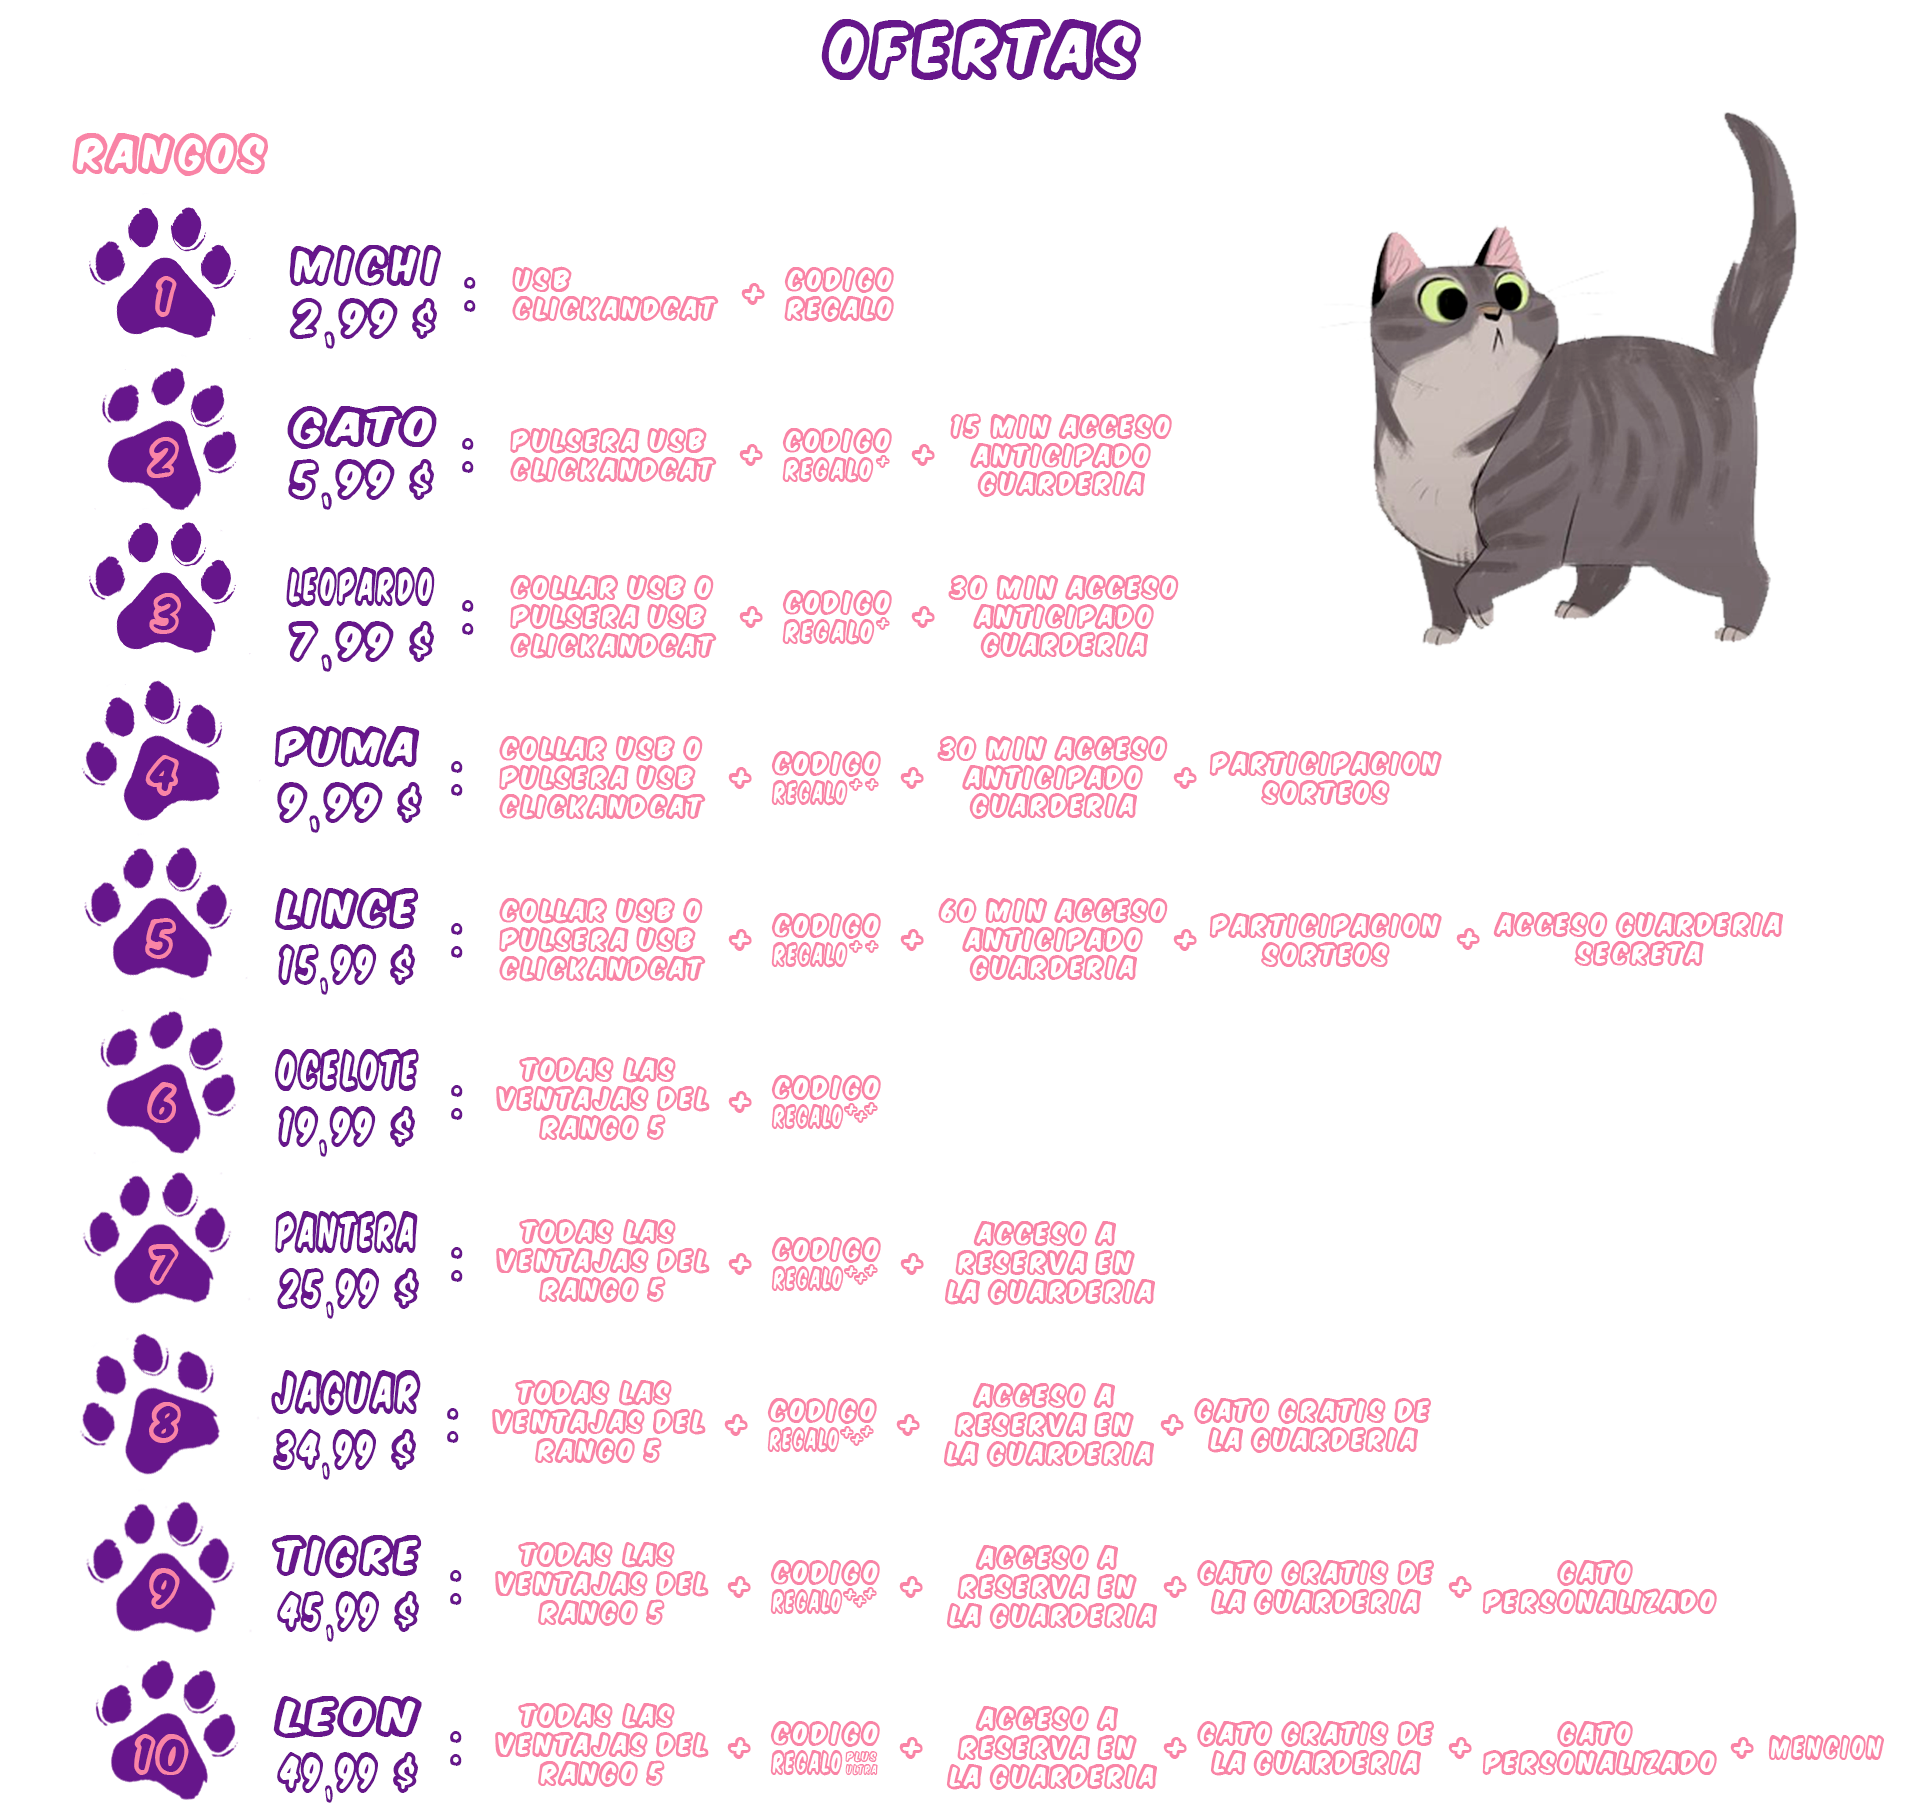 OFERTAS
RANGOS
1
MICHI
2,99 $
:
USB
CLICKANDCAT
+
CODIGO
REGALO
2
GATO
5,99 $
:
PULSERA USB
CLICKANDCAT
+
CODIGO
REGALO+
+
15 MIN ACCESO
ANTICIPADO
GUARDERIA
3
LEOPARDO
7,99 $
:
COLLAR USB O
PULSERA USB
CLICKANDCAT
+
CODIGO
REGALO+
+
30 MIN ACCESO
ANTICIPADO
GUARDERIA
4
PUMA
9,99 $
:
COLLAR USB O
PULSERA USB
CLICKANDCAT
+
CODIGO
REGALO++
+
30 MIN ACCESO
ANTICIPADO
GUARDERIA
+
PARTICIPACION
SORTEOS
5
LINCE
15,99 $
:
COLLAR USB O
PULSERA USB
CLICKANDCAT
+
CODIGO
REGALO++
+
60 MIN ACCESO
ANTICIPADO
GUARDERIA
+
PARTICIPACION
SORTEOS
+
ACCESO GUARDERIA
SECRETA
6
OCELOTE
19,99 $
:
TODAS LAS
VENTAJAS DEL
RANGO 5
+
CODIGO
REGALO+++
7
PANTERA
25,99 $
:
TODAS LAS
VENTAJAS DEL
RANGO 5
+
CODIGO
REGALO+++
+
ACCESO A
RESERVA EN
LA GUARDERIA
8
JAGUAR
34,99 $
:
TODAS LAS
VENTAJAS DEL
RANGO 5
+
CODIGO
REGALO+++
+
ACCESO A
RESERVA EN
LA GUARDERIA
+
GATO GRATIS DE
LA GUARDERIA
9
TIGRE
45,99 $
:
TODAS LAS
VENTAJAS DEL
RANGO 5
+
CODIGO
REGALO+++
+
ACCESO A
RESERVA EN
LA GUARDERIA
+
GATO GRATIS DE
LA GUARDERIA
+
GATO
PERSONALIZADO
10
LEON
49,99 $
:
TODAS LAS
VENTAJAS DEL
RANGO 5
+
CODIGO
REGALO PLUS ULTRA
+
ACCESO A
RESERVA EN
LA GUARDERIA
+
GATO GRATIS DE
LA GUARDERIA
+
GATO
PERSONALIZADO
+
MENCION